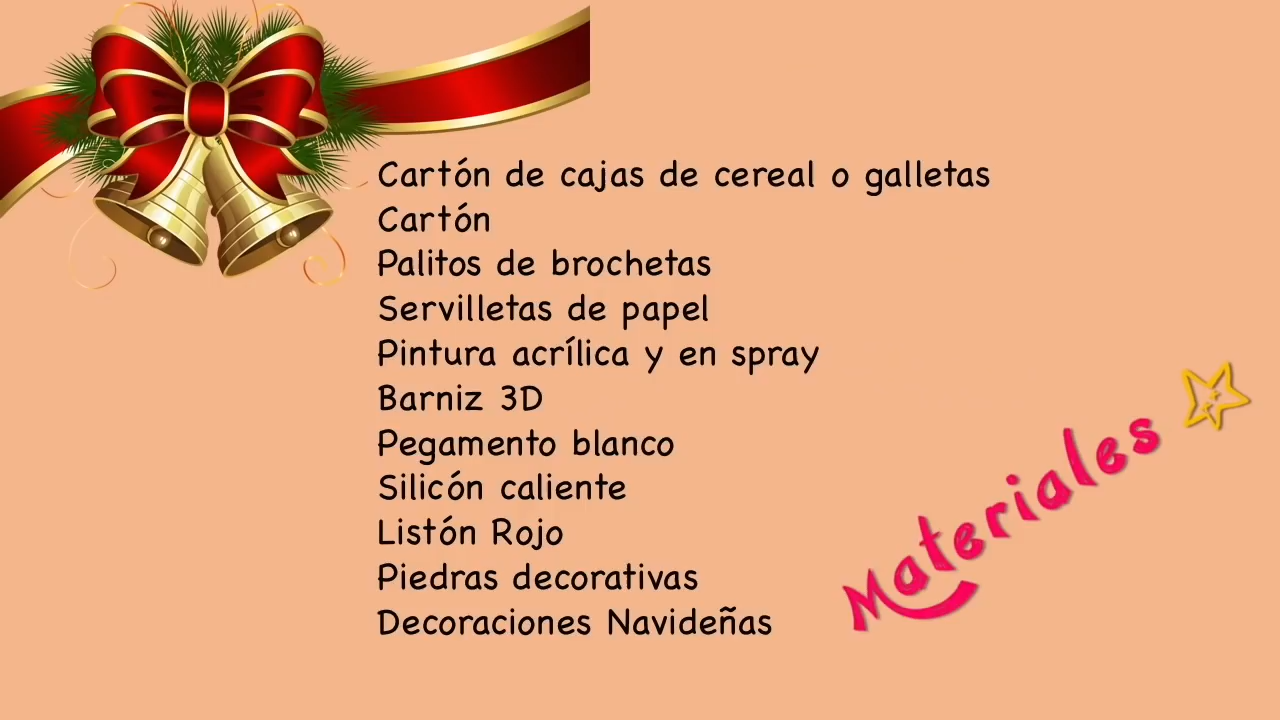 Cartón de cajas de cereal o galletas
Cartón
Palitos de brochetas
Servilletas de papel
Pintura acrílica y en spray
Barniz 3D
Pegamento blanco
Silicón caliente
Listón Rojo
Piedras decorativas
Decoraciones Navideñas
Materiales